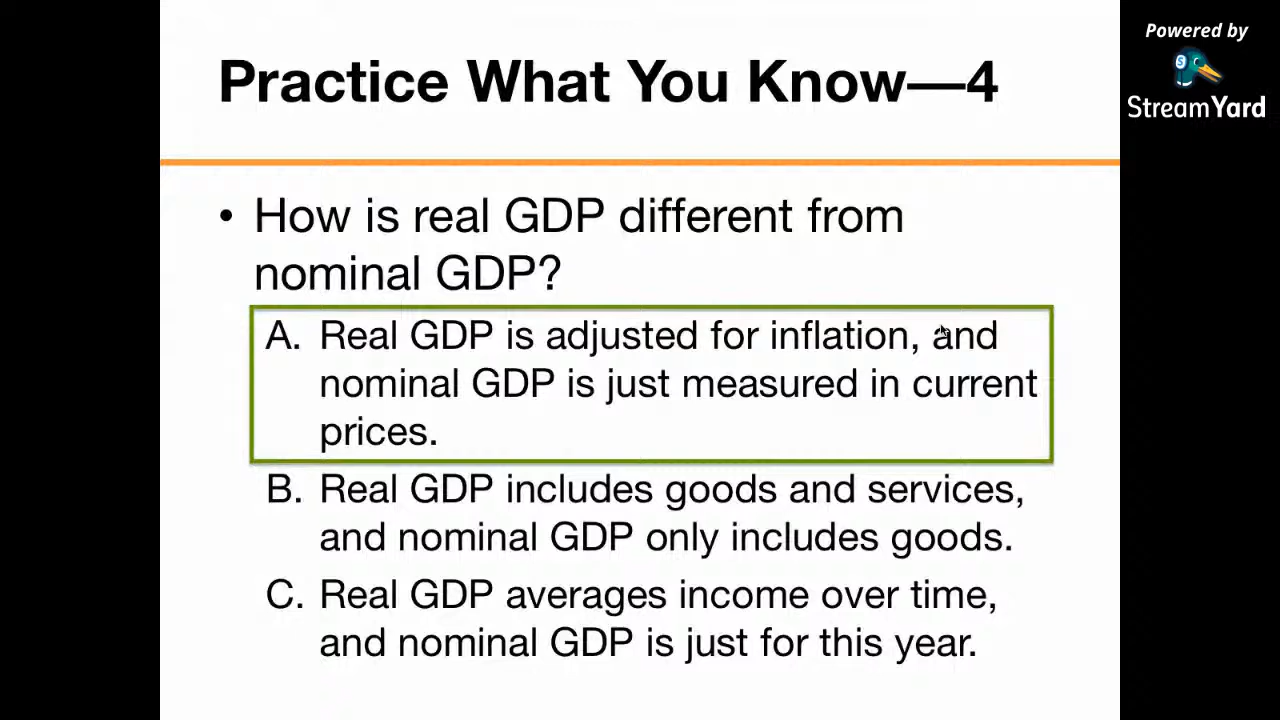 Practice What You Know—4
Powered by
StreamYard
• How is real GDP different from
nominal GDP?
A. Real GDP is adjusted for inflation, and
nominal GDP is just measured in current
prices.
B. Real GDP includes goods and services,
and nominal GDP only includes goods.
C. Real GDP averages income over time,
and nominal GDP is just for this year.